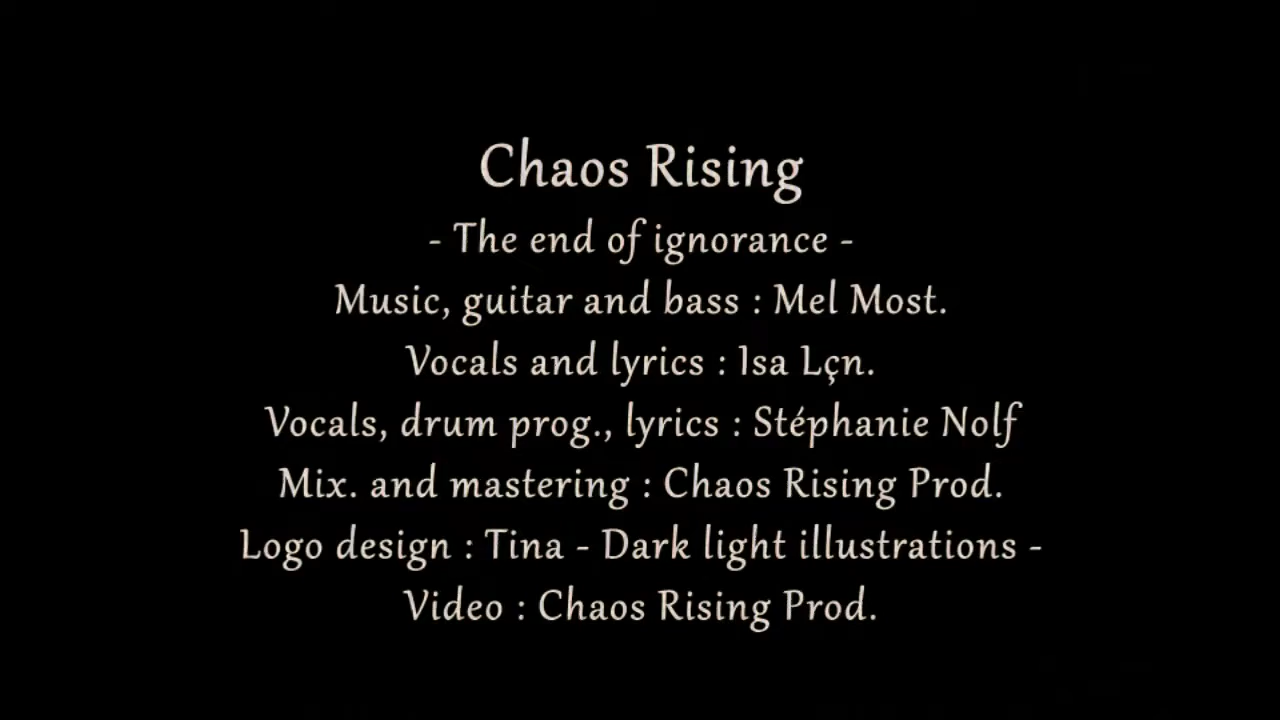 Chaos Rising
- The end of ignorance -
Music, guitar and bass : Mel Most.
Vocals and lyrics : Isa Lçn.
Vocals, drum prog., lyrics : Stéphanie Nolf
Mix. and mastering : Chaos Rising Prod.
Logo design : Tina - Dark light illustrations -
Video : Chaos Rising Prod.